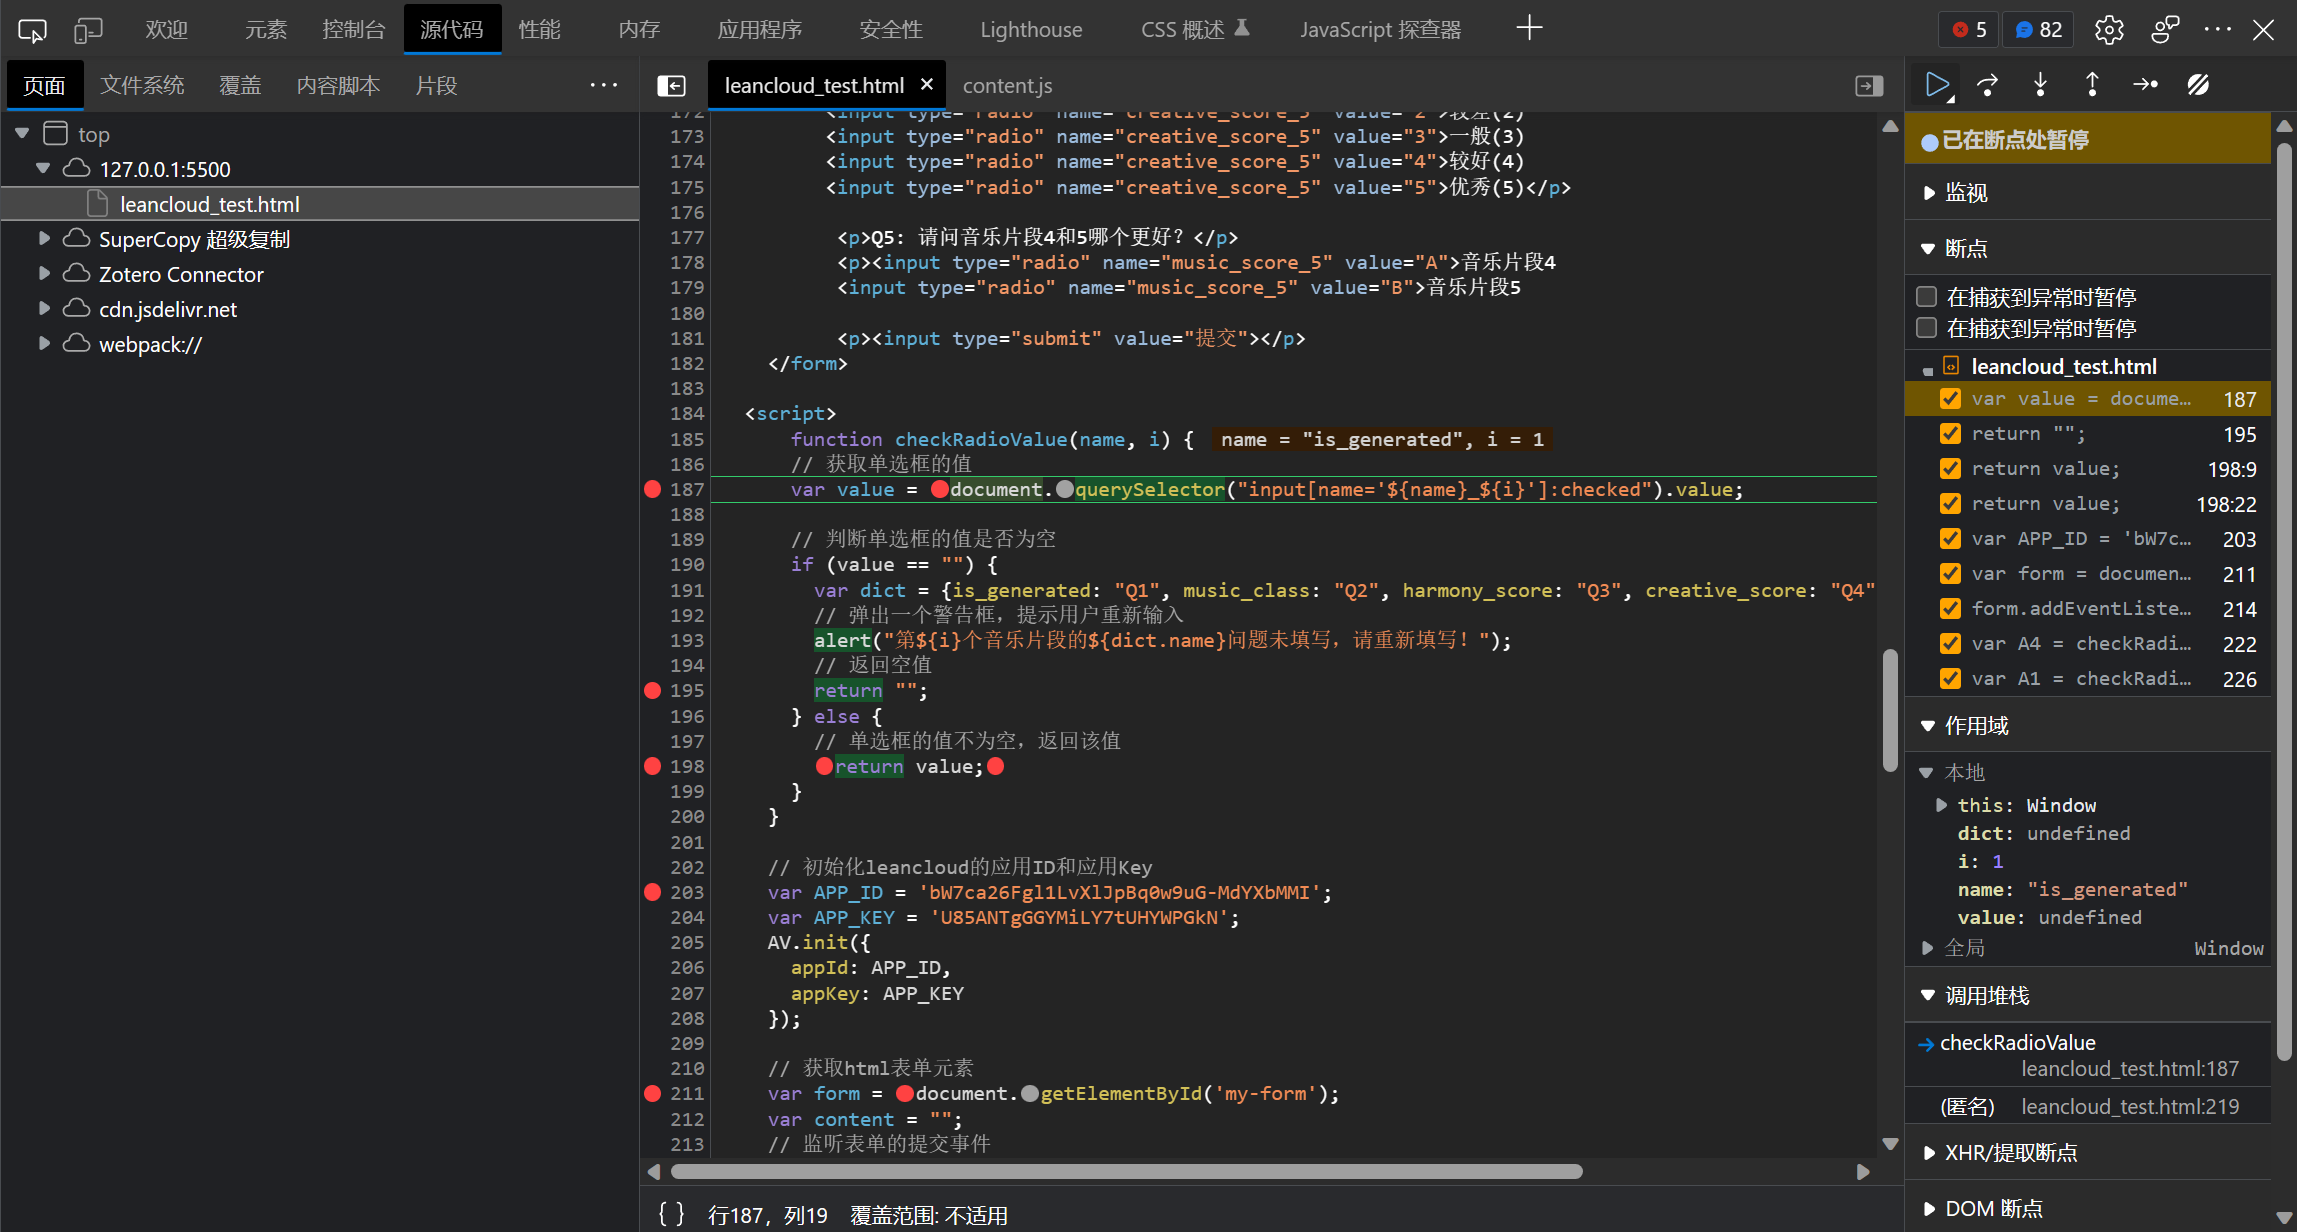 欢迎 元素 控制台 源代码 性能 内存 应用程序 安全性 Lighthouse CSS 概述 JavaScript 探查器 5 82
页面 文件系统 覆盖 内容脚本 片段 leancloud_test.html content.js
top
127.0.0.1:5500
leancloud_test.html
SuperCopy 超级复制
Zotero Connector
cdn.jsdelivr.net
webpack://
172 <input type="radio" name="creative_score_5" value="2">较差(2)
173 <input type="radio" name="creative_score_5" value="3">一般(3)
174 <input type="radio" name="creative_score_5" value="4">较好(4)
175 <input type="radio" name="creative_score_5" value="5">优秀(5)</p>
176
177 <p>Q5: 请问音乐片段4和5哪个更好? </p>
178 <p><input type="radio" name="music_score_5" value="A">音乐片段4
179 <input type="radio" name="music_score_5" value="B">音乐片段5
180
181 <p><input type="submit" value="提交"></p>
182 </form>
183
184 <script>
185 function checkRadioValue(name, i) { name = "is_generated", i = 1
186 // 获取单选框的值
187 var value = document.querySelector("input[name='${name}_${i}']:checked").value;
188
189 // 判断单选框的值是否为空
190 if (value == "") {
191 var dict = {is_generated: "Q1", music_class: "Q2", harmony_score: "Q3", creative_score: "Q4"
192 // 弹出一个警告框，提示用户重新输入
193 alert("第${i}个音乐片段的${dict.name}问题未填写，请重新填写！");
194 // 返回空值
195 return "";
196 } else {
197 // 单选框的值不为空，返回该值
198 return value;
199 }
200 }
201
202 // 初始化leancloud的应用ID和应用Key
203 var APP_ID = 'bW7ca26Fgl1LvXlJpBq0w9uG-MdYXbMMI';
204 var APP_KEY = 'U85ANTgGGYMiLY7tUHYWPGkN';
205 AV.init({
206 appId: APP_ID,
207 appKey: APP_KEY
208 });
209
210 // 获取html表单元素
211 var form = document.getElementById('my-form');
212 var content = "";
213 // 监听表单的提交事件
{ } 行187，列19 覆盖范围: 不适用
已在断点处暂停
监视
断点
在捕获到异常时暂停
在捕获到异常时暂停
leancloud_test.html
var value = docume… 187
return ""; 195
return value; 198:9
return value; 198:22
var APP_ID = 'bW7c… 203
var form = documen… 211
form.addEventListe… 214
var A4 = checkRadi… 222
var A1 = checkRadi… 226
作用域
本地
this: Window
dict: undefined
i: 1
name: "is_generated"
value: undefined
全局 Window
调用堆栈
checkRadioValue
leancloud_test.html:187
(匿名) leancloud_test.html:219
XHR/提取断点
DOM 断点